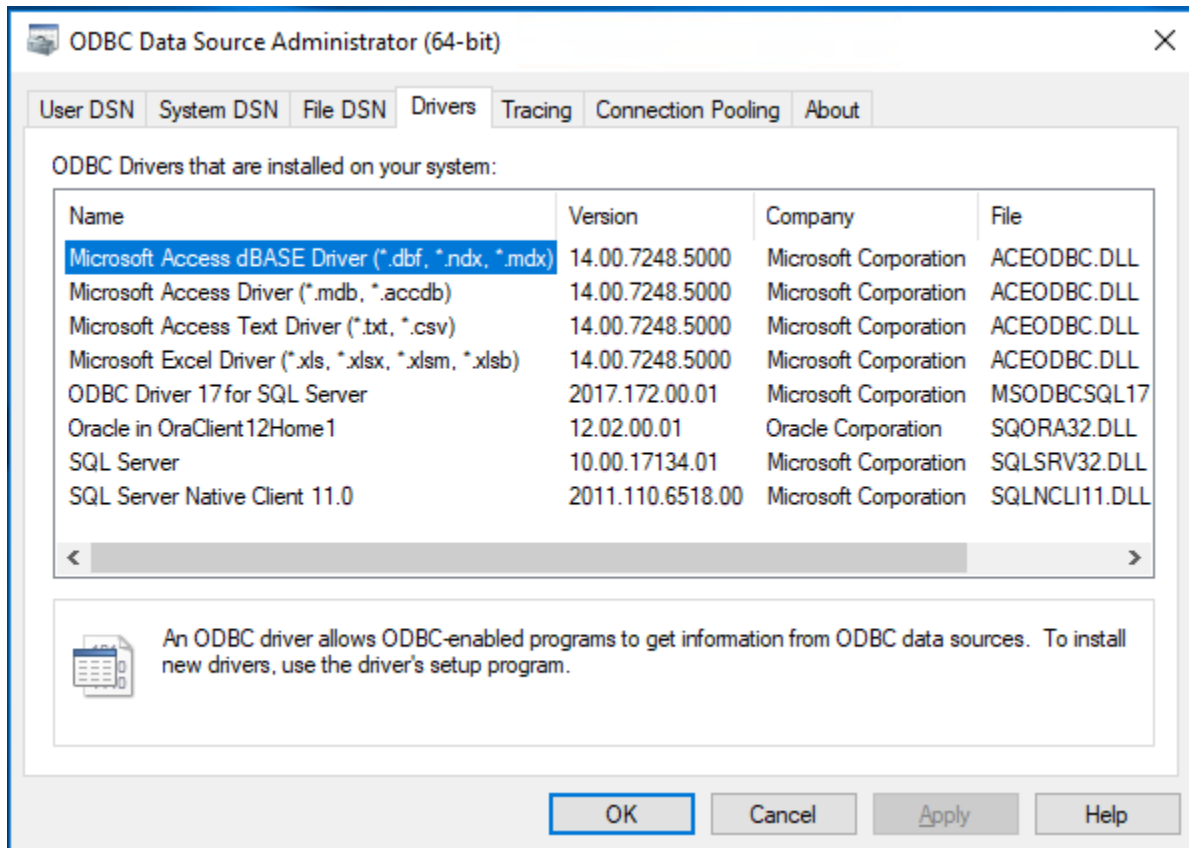 ODBC Data Source Administrator (64-bit)
User DSN System DSN File DSN Drivers Tracing Connection Pooling About
ODBC Drivers that are installed on your system:
Name Version Company File
Microsoft Access dBASE Driver (*.dbf, *.ndx, *.mdx) 14.00.7248.5000 Microsoft Corporation ACEODBC.DLL
Microsoft Access Driver (*.mdb, *.accdb) 14.00.7248.5000 Microsoft Corporation ACEODBC.DLL
Microsoft Access Text Driver (*.txt, *.csv) 14.00.7248.5000 Microsoft Corporation ACEODBC.DLL
Microsoft Excel Driver (*.xls, *.xlsx, *.xlsm, *.xlsb) 14.00.7248.5000 Microsoft Corporation ACEODBC.DLL
ODBC Driver 17 for SQL Server 2017.172.00.01 Microsoft Corporation MSODBCSQL17
Oracle in OraClient12Home1 12.02.00.01 Oracle Corporation SQORA32.DLL
SQL Server 10.00.17134.01 Microsoft Corporation SQLSRV32.DLL
SQL Server Native Client 11.0 2011.110.6518.00 Microsoft Corporation SQLNCLI11.DLL
An ODBC driver allows ODBC-enabled programs to get information from ODBC data sources. To install
new drivers, use the driver's setup program.
OK Cancel Apply Help